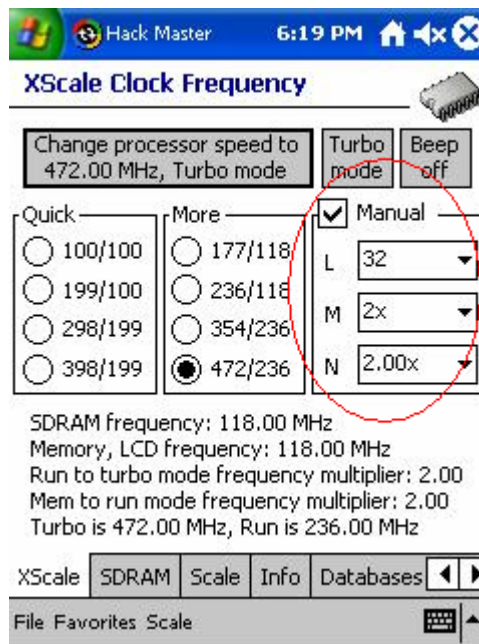 Hack Master 6:19 PM
XScale Clock Frequency
Change processor speed to
472.00 MHz, Turbo mode
Turbo
mode
Beep
off
Quick
100/100
199/100
298/199
398/199
More
177/118
236/118
354/236
472/236
Manual
L 32
M 2x
N 2.00x
SDRAM frequency: 118.00 MHz
Memory, LCD frequency: 118.00 MHz
Run to turbo mode frequency multiplier: 2.00
Mem to run mode frequency multiplier: 2.00
Turbo is 472.00 MHz, Run is 236.00 MHz
XScale SDRAM Scale Info Databases
File Favorites Scale